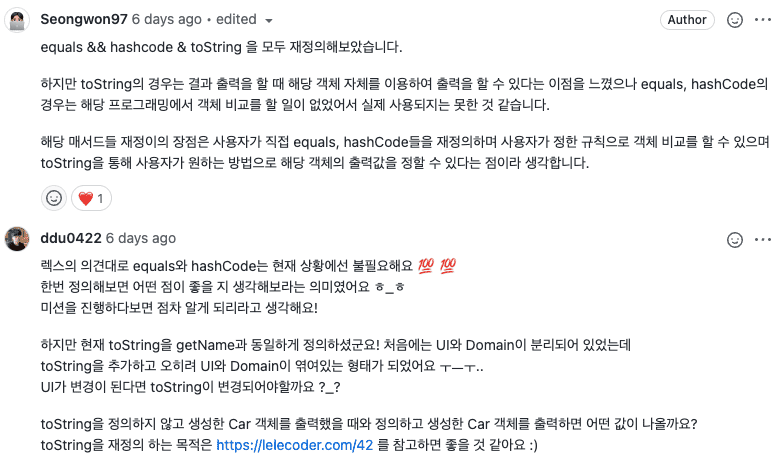 Seongwon97 6 days ago • edited
Author
equals && hashcode & toString 을 모두 재정의해보았습니다.
하지만 toString의 경우는 결과 출력을 할 때 해당 객체 자체를 이용하여 출력을 할 수 있다는 이점을 느꼈으나 equals, hashCode의
경우는 해당 프로그래밍에서 객체 비교를 할 일이 없었어서 실제 사용되지는 못한 것 같습니다.
해당 매서드들 재정이의 장점은 사용자가 직접 equals, hashCode들을 재정의하며 사용자가 정한 규칙으로 객체 비교를 할 수 있으며
toString을 통해 사용자가 원하는 방법으로 해당 객체의 출력값을 정할 수 있다는 점이라 생각합니다.
❤️ 1
ddu0422 6 days ago
렉스의 의견대로 equals와 hashCode는 현재 상황에선 불필요해요 💯 💯
한번 정의해보면 어떤 점이 좋을 지 생각해보라는 의미였어요 ㅎ_ㅎ
미션을 진행하다보면 점차 알게 되리라고 생각해요!
하지만 현재 toString을 getName과 동일하게 정의하셨군요! 처음에는 UI와 Domain이 분리되어 있었는데
toString을 추가하고 오히려 UI와 Domain이 엮여있는 형태가 되었어요 ㅜㅡㅜ..
UI가 변경이 된다면 toString이 변경되어야할까요 ?_?
toString을 정의하지 않고 생성한 Car 객체를 출력했을 때와 정의하고 생성한 Car 객체를 출력하면 어떤 값이 나올까요?
toString을 재정의 하는 목적은 https://lelecoder.com/42 를 참고하면 좋을 것 같아요 :)